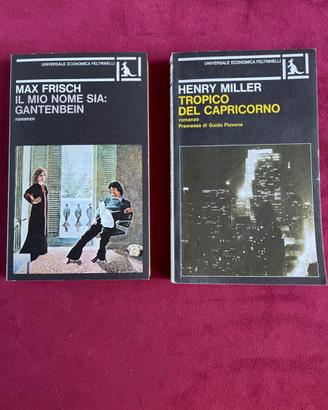 UNIVERSALE ECONOMICA FELTRINELLI
MAX FRISCH
IL MIO NOME SIA:
GANTENBEIN
romanzo
UNIVERSALE ECONOMICA FELTRINELLI
HENRY MILLER
TROPICO
DEL CAPRICORNO
romanzo
Premessa di Guido Piovene